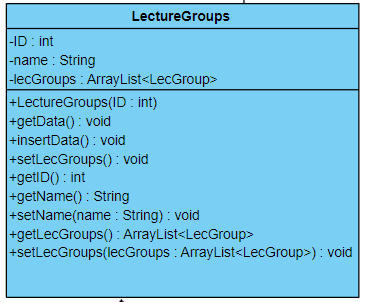 LectureGroups
-ID : int
-name : String
-lecGroups : ArrayList<LecGroup>
+LectureGroups(ID : int)
+getData() : void
+insertData() : void
+setLecGroups() : void
+getID() : int
+getName() : String
+setName(name : String) : void
+getLecGroups() : ArrayList<LecGroup>
+setLecGroups(lecGroups : ArrayList<LecGroup>) : void